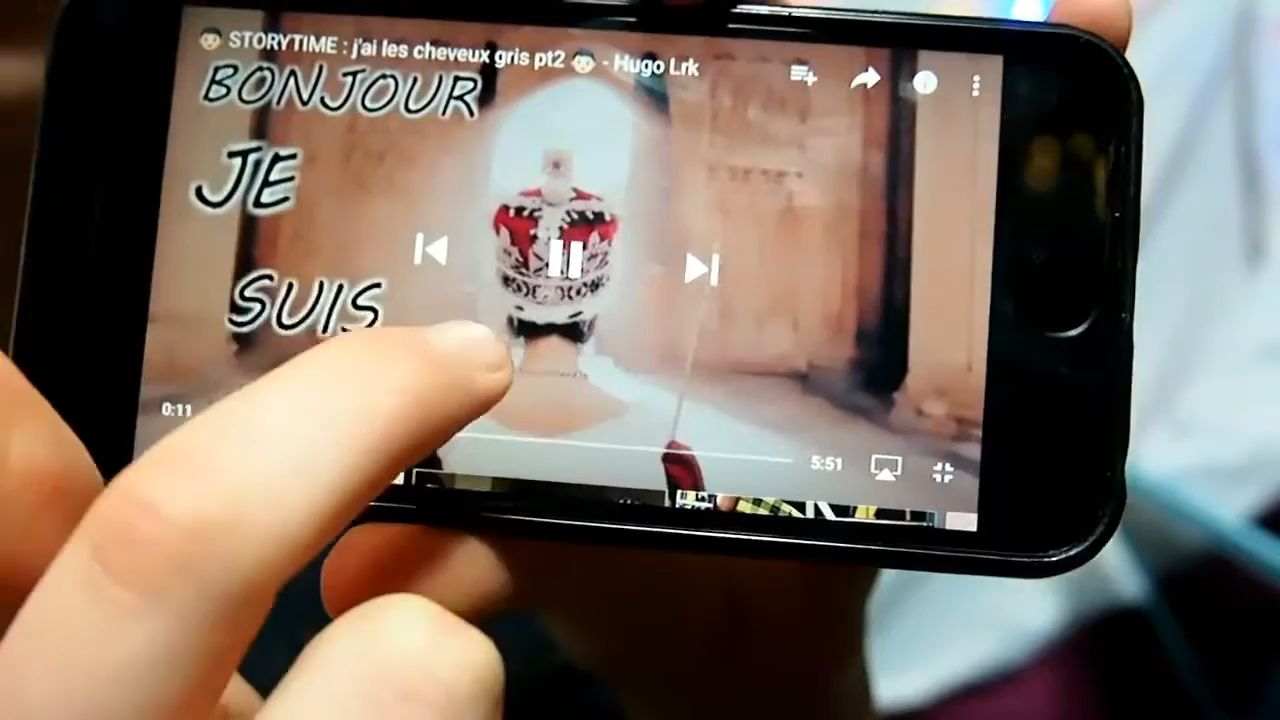 👦🏻 STORYTIME : j'ai les cheveux gris pt2 👦🏻 - Hugo Lrk
BONJOUR
JE
SUIS
0:11
5:51